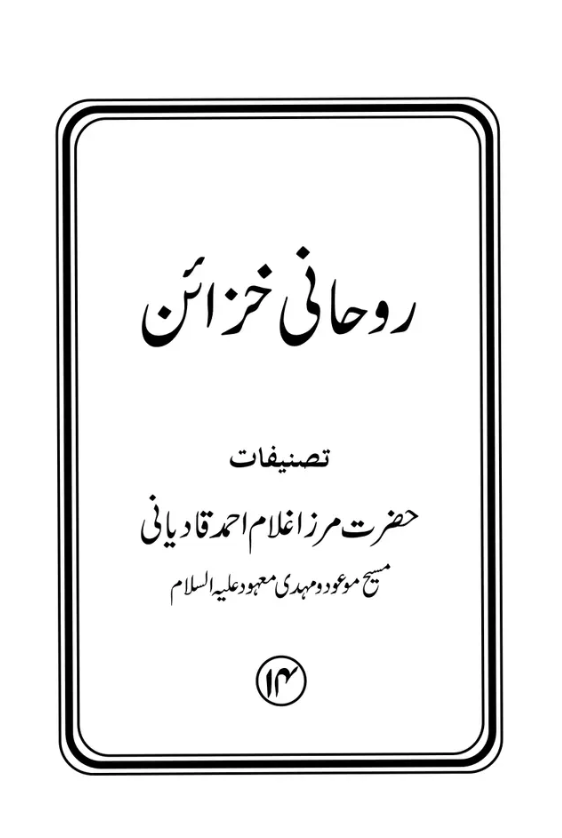 روحانی خزائن
تصنیفات
حضرت مرزا غلام احمد قادیانی
مسیح موعود و مہدی معہود علیہ السلام
۱۴